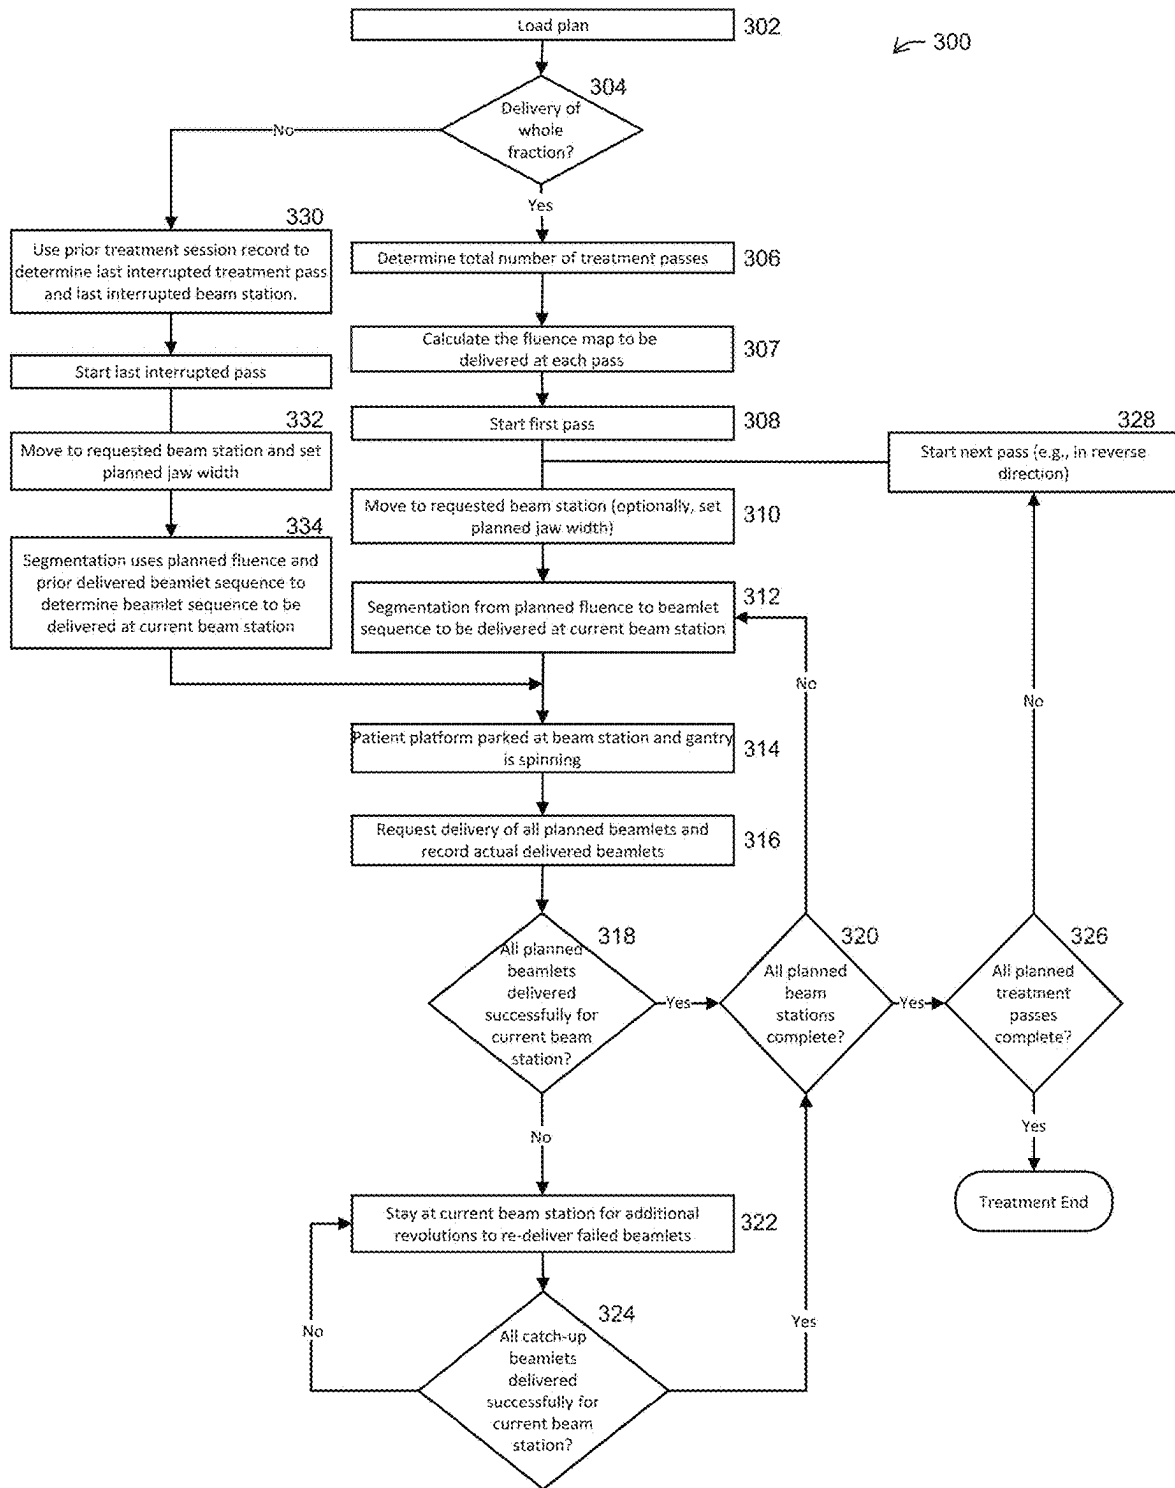 Load plan
302
300
304
Delivery of
whole
fraction?
No
Yes
330
Use prior treatment session record to
determine last interrupted treatment pass
and last interrupted beam station.
Determine total number of treatment passes
306
Calculate the fluence map to be
delivered at each pass
307
Start last interrupted pass
Start first pass
308
328
Start next pass (e.g., in reverse
direction)
332
Move to requested beam station and set
planned jaw width
Move to requested beam station (optionally, set
planned jaw width)
310
334
Segmentation uses planned fluence and
prior delivered beamlet sequence to
determine beamlet sequence to be
delivered at current beam station
Segmentation from planned fluence to beamlet
sequence to be delivered at current beam station
312
No
No
Patient platform parked at beam station and gantry
is spinning
314
Request delivery of all planned beamlets and
record actual delivered beamlets
316
318
All planned
beamlets
delivered
successfully for
current beam
station?
Yes
320
All planned
beam
stations
complete?
Yes
326
All planned
treatment
passes
complete?
No
Yes
Treatment End
Stay at current beam station for additional
revolutions to re-deliver failed beamlets
322
324
All catch-up
beamlets
delivered
successfully for
current beam
station?
No
Yes